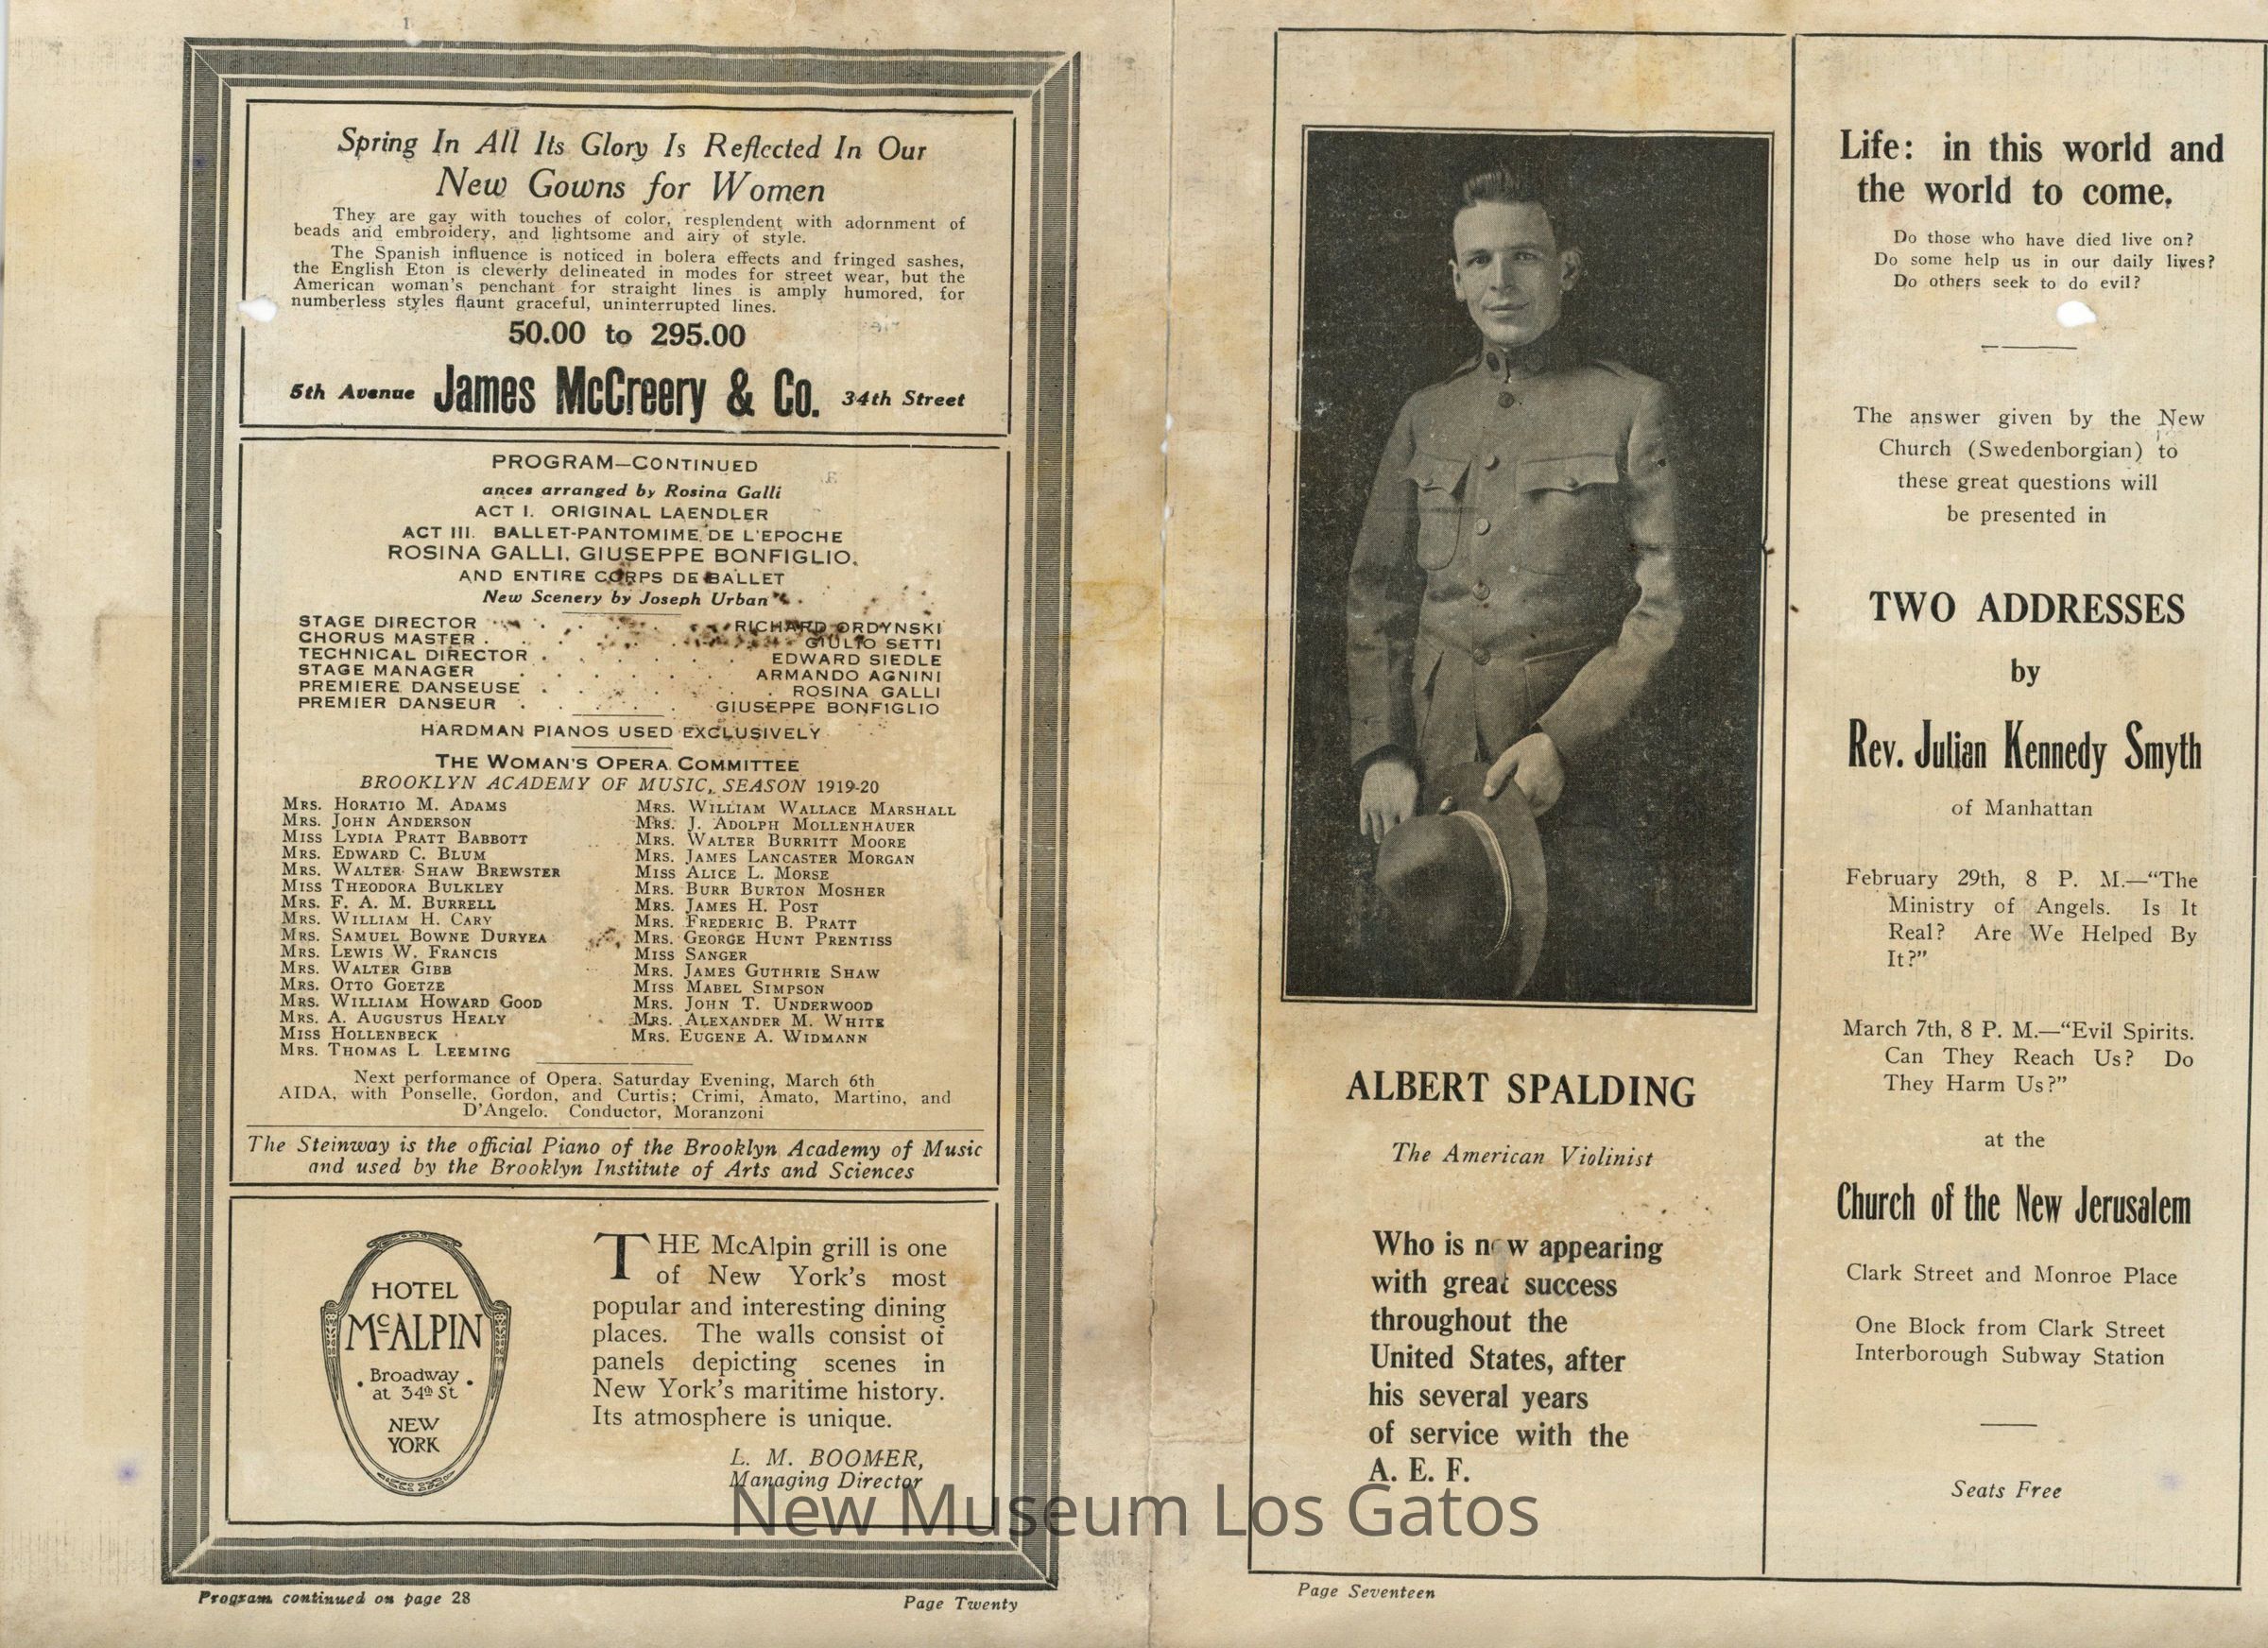 Spring In All Its Glory Is Reflected In Our
New Gowns for Women
They are gay with touches of color, resplendent with adornment of
beads and embroidery, and lightsome and airy of style.
The Spanish influence is noticed in bolera effects and fringed sashes,
the English Eton is cleverly delineated in modes for street wear, but the
American woman's penchant for straight lines is amply humored, for
numberless styles flaunt graceful, uninterrupted lines.
50.00 to 295.00
5th Avenue James McCreery & Co. 34th Street
PROGRAM—CONTINUED
ances arranged by Rosina Galli
ACT I. ORIGINAL LAENDLER
ACT III. BALLET-PANTOMIME DE L'EPOCHE
ROSINA GALLI, GIUSEPPE BONFIGLIO,
AND ENTIRE CORPS DE BALLET
New Scenery by Joseph Urban
STAGE DIRECTOR . . . . RICHARD ORDYNSKI
CHORUS MASTER . . . . GIULIO SETTI
TECHNICAL DIRECTOR . . . . EDWARD SIEDLE
STAGE MANAGER . . . . ARMANDO AGNINI
PREMIERE DANSEUSE . . . . ROSINA GALLI
PREMIER DANSEUR . . . . GIUSEPPE BONFIGLIO
HARDMAN PIANOS USED EXCLUSIVELY
THE WOMAN'S OPERA COMMITTEE
BROOKLYN ACADEMY OF MUSIC, SEASON 1919-20
MRS. HORATIO M. ADAMS
MRS. JOHN ANDERSON
MISS LYDIA PRATT BABBOTT
MRS. EDWARD C. BLUM
MRS. WALTER SHAW BREWSTER
MISS THEODORA BULKLEY
MRS. F. A. M. BURRELL
MRS. WILLIAM H. CARY
MRS. SAMUEL BOWNE DURYEA
MRS. LEWIS W. FRANCIS
MRS. WALTER GIBB
MRS. OTTO GOETZE
MRS. WILLIAM HOWARD GOOD
MRS. A. AUGUSTUS HEALY
MISS HOLLENBECK
MRS. THOMAS L. LEEMING
MRS. WILLIAM WALLACE MARSHALL
MRS. J. ADOLPH MOLLENHAUER
MRS. WALTER BURRITT MOORE
MRS. JAMES LANCASTER MORGAN
MISS ALICE L. MORSE
MRS. BURR BURTON MOSHER
MRS. JAMES H. POST
MRS. FREDERIC B. PRATT
MRS. GEORGE HUNT PRENTISS
MISS SANGER
MRS. JAMES GUTHRIE SHAW
MISS MABEL SIMPSON
MRS. JOHN T. UNDERWOOD
MRS. ALEXANDER M. WHITE
MRS. EUGENE A. WIDMANN
Next performance of Opera, Saturday Evening, March 6th
AIDA, with Ponselle, Gordon, and Curtis; Crimi, Amato, Martino, and
D'Angelo. Conductor, Moranzoni
The Steinway is the official Piano of the Brooklyn Academy of Music
and used by the Brooklyn Institute of Arts and Sciences
HOTEL
McALPIN
Broadway
at 34th St
NEW
YORK
THE McAlpin grill is one
of New York's most
popular and interesting dining
places. The walls consist of
panels depicting scenes in
New York's maritime history.
Its atmosphere is unique.
L. M. BOOMER,
Managing Director
Program continued on page 28
Page Twenty
ALBERT SPALDING
The American Violinist
Who is now appearing
with great success
throughout the
United States, after
his several years
of service with the
A. E. F.
Page Seventeen
Life: in this world and
the world to come.
Do those who have died live on?
Do some help us in our daily lives?
Do others seek to do evil?
The answer given by the New
Church (Swedenborgian) to
these great questions will
be presented in
TWO ADDRESSES
by
Rev. Julian Kennedy Smyth
of Manhattan
February 29th, 8 P. M.—“The
Ministry of Angels. Is It
Real? Are We Helped By
It?”
March 7th, 8 P. M.—“Evil Spirits.
Can They Reach Us? Do
They Harm Us?”
at the
Church of the New Jerusalem
Clark Street and Monroe Place
One Block from Clark Street
Interborough Subway Station
Seats Free
New Museum Los Gatos